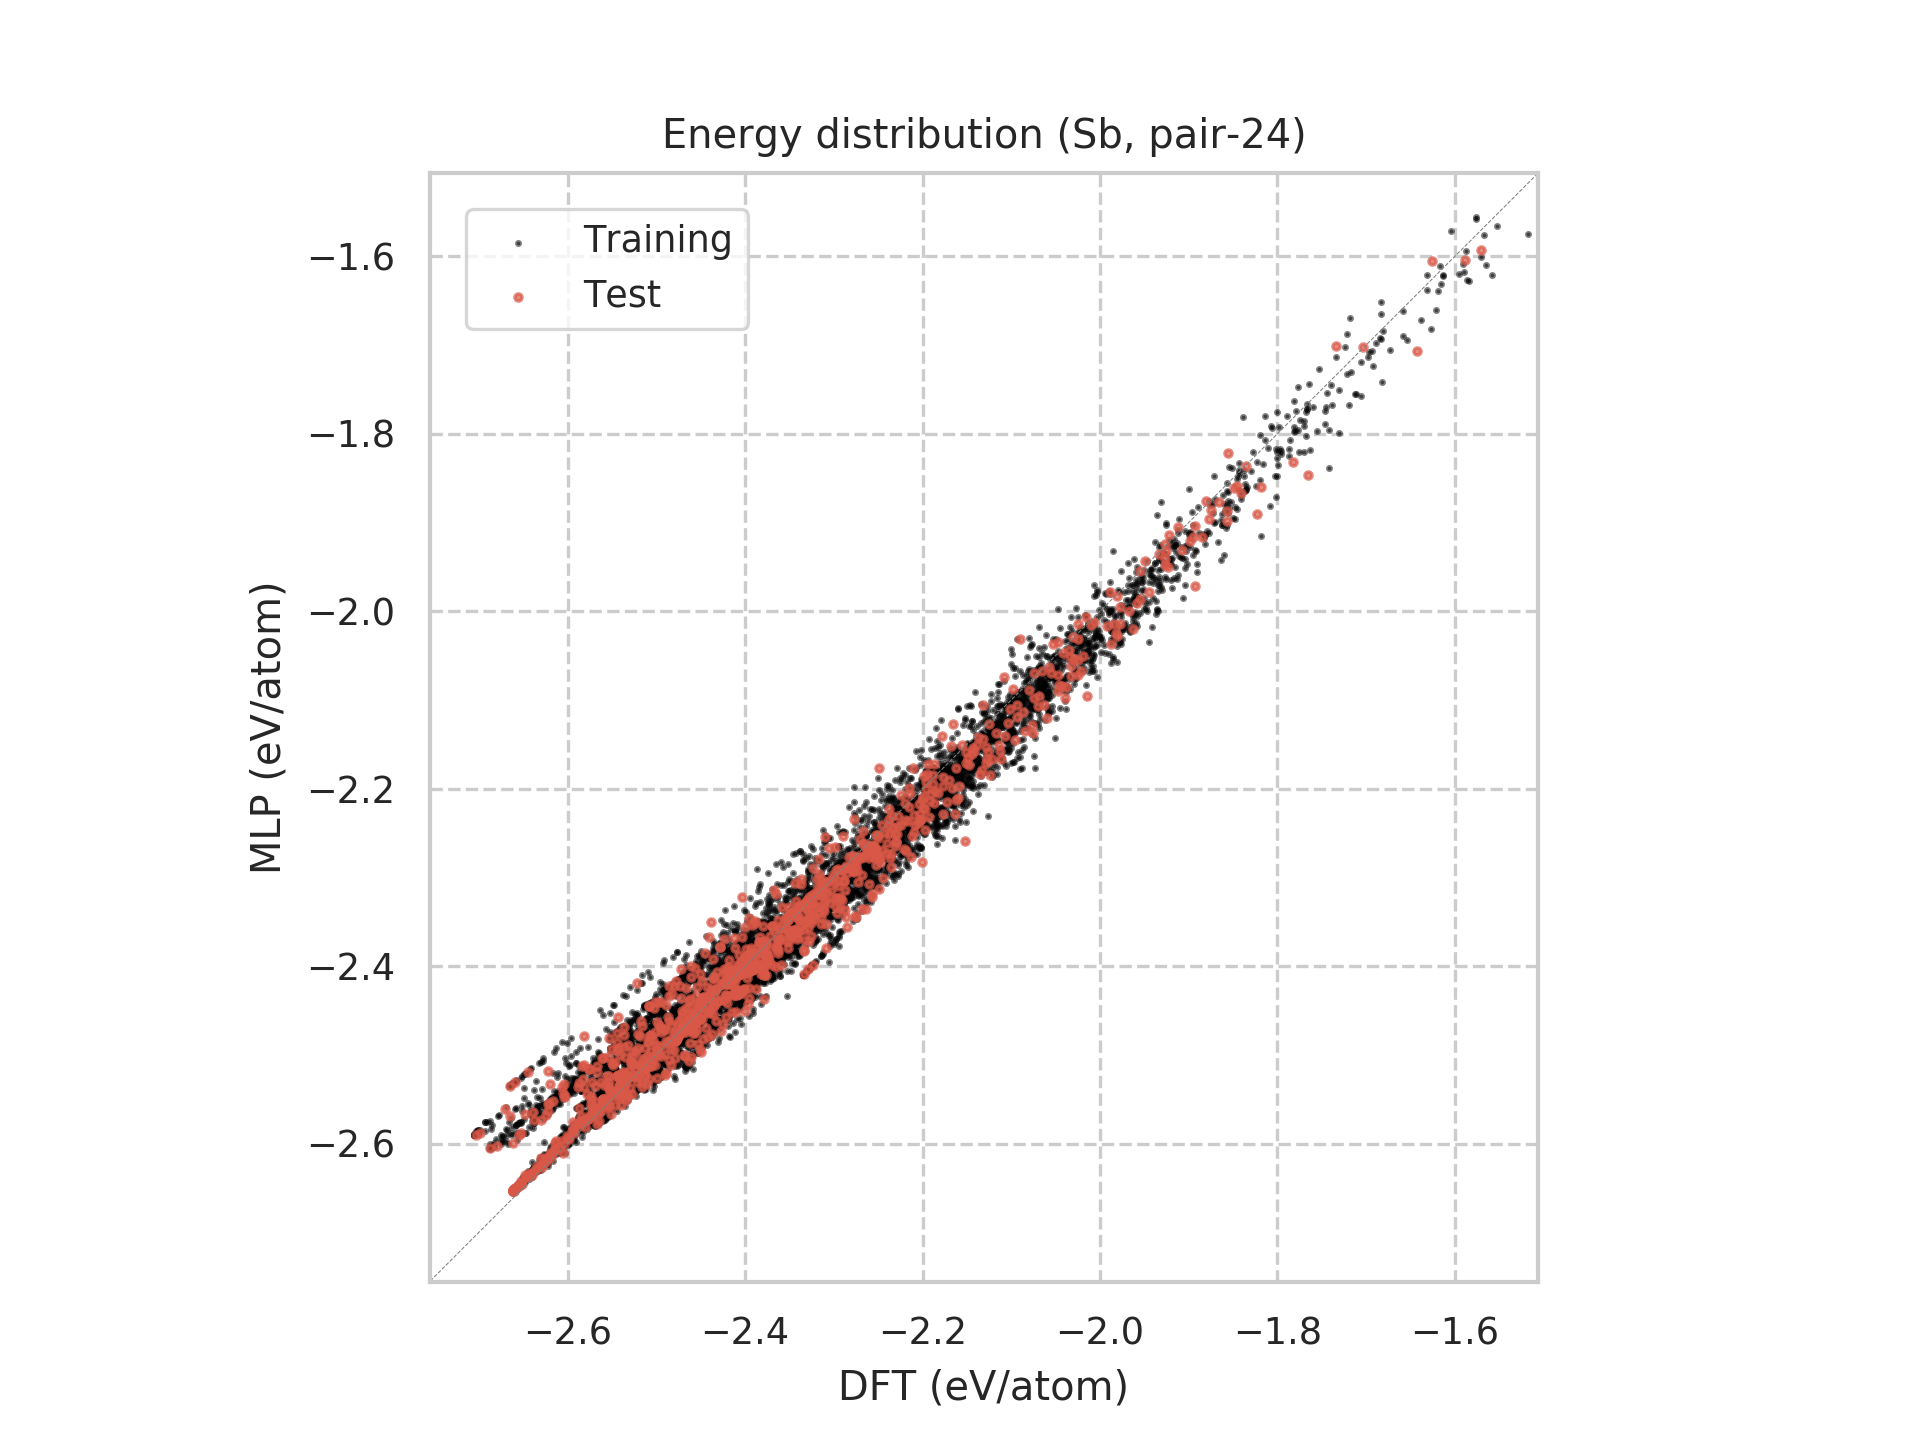 Energy distribution (Sb, pair-24)
Training
Test
−1.6
−1.8
−2.0
−2.2
−2.4
−2.6
MLP (eV/atom)
−2.6 −2.4 −2.2 −2.0 −1.8 −1.6
DFT (eV/atom)